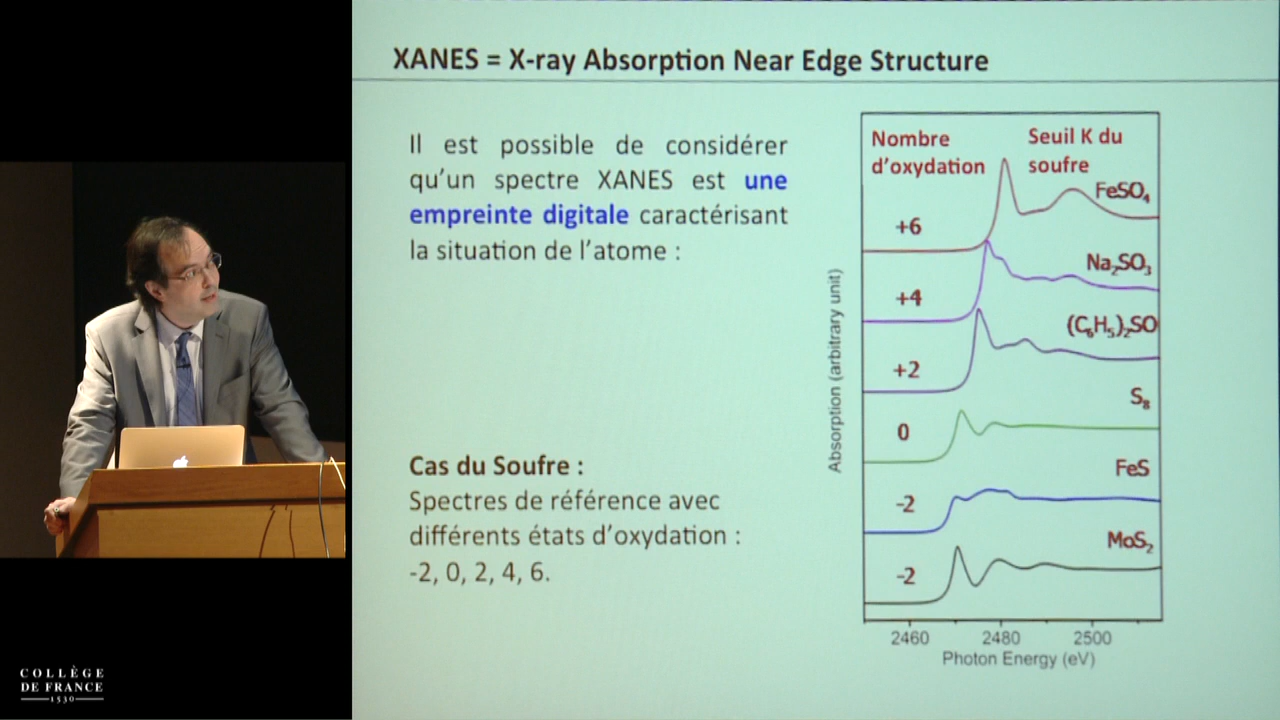 XANES = X-ray Absorption Near Edge Structure
Il est possible de considérer
qu'un spectre XANES est une
empreinte digitale caractérisant
la situation de l'atome :
Cas du Soufre :
Spectres de référence avec
différents états d'oxydation :
-2, 0, 2, 4, 6.
Nombre
d'oxydation
Seuil K du
soufre
FeSO₄
+6
Na₂SO₃
+4
(C₆H₅)₂SO
+2
S₈
0
FeS
-2
MoS₂
-2
Absorption (arbitrary unit)
2460 2480 2500
Photon Energy (eV)
COLLÈGE
DE FRANCE
1530